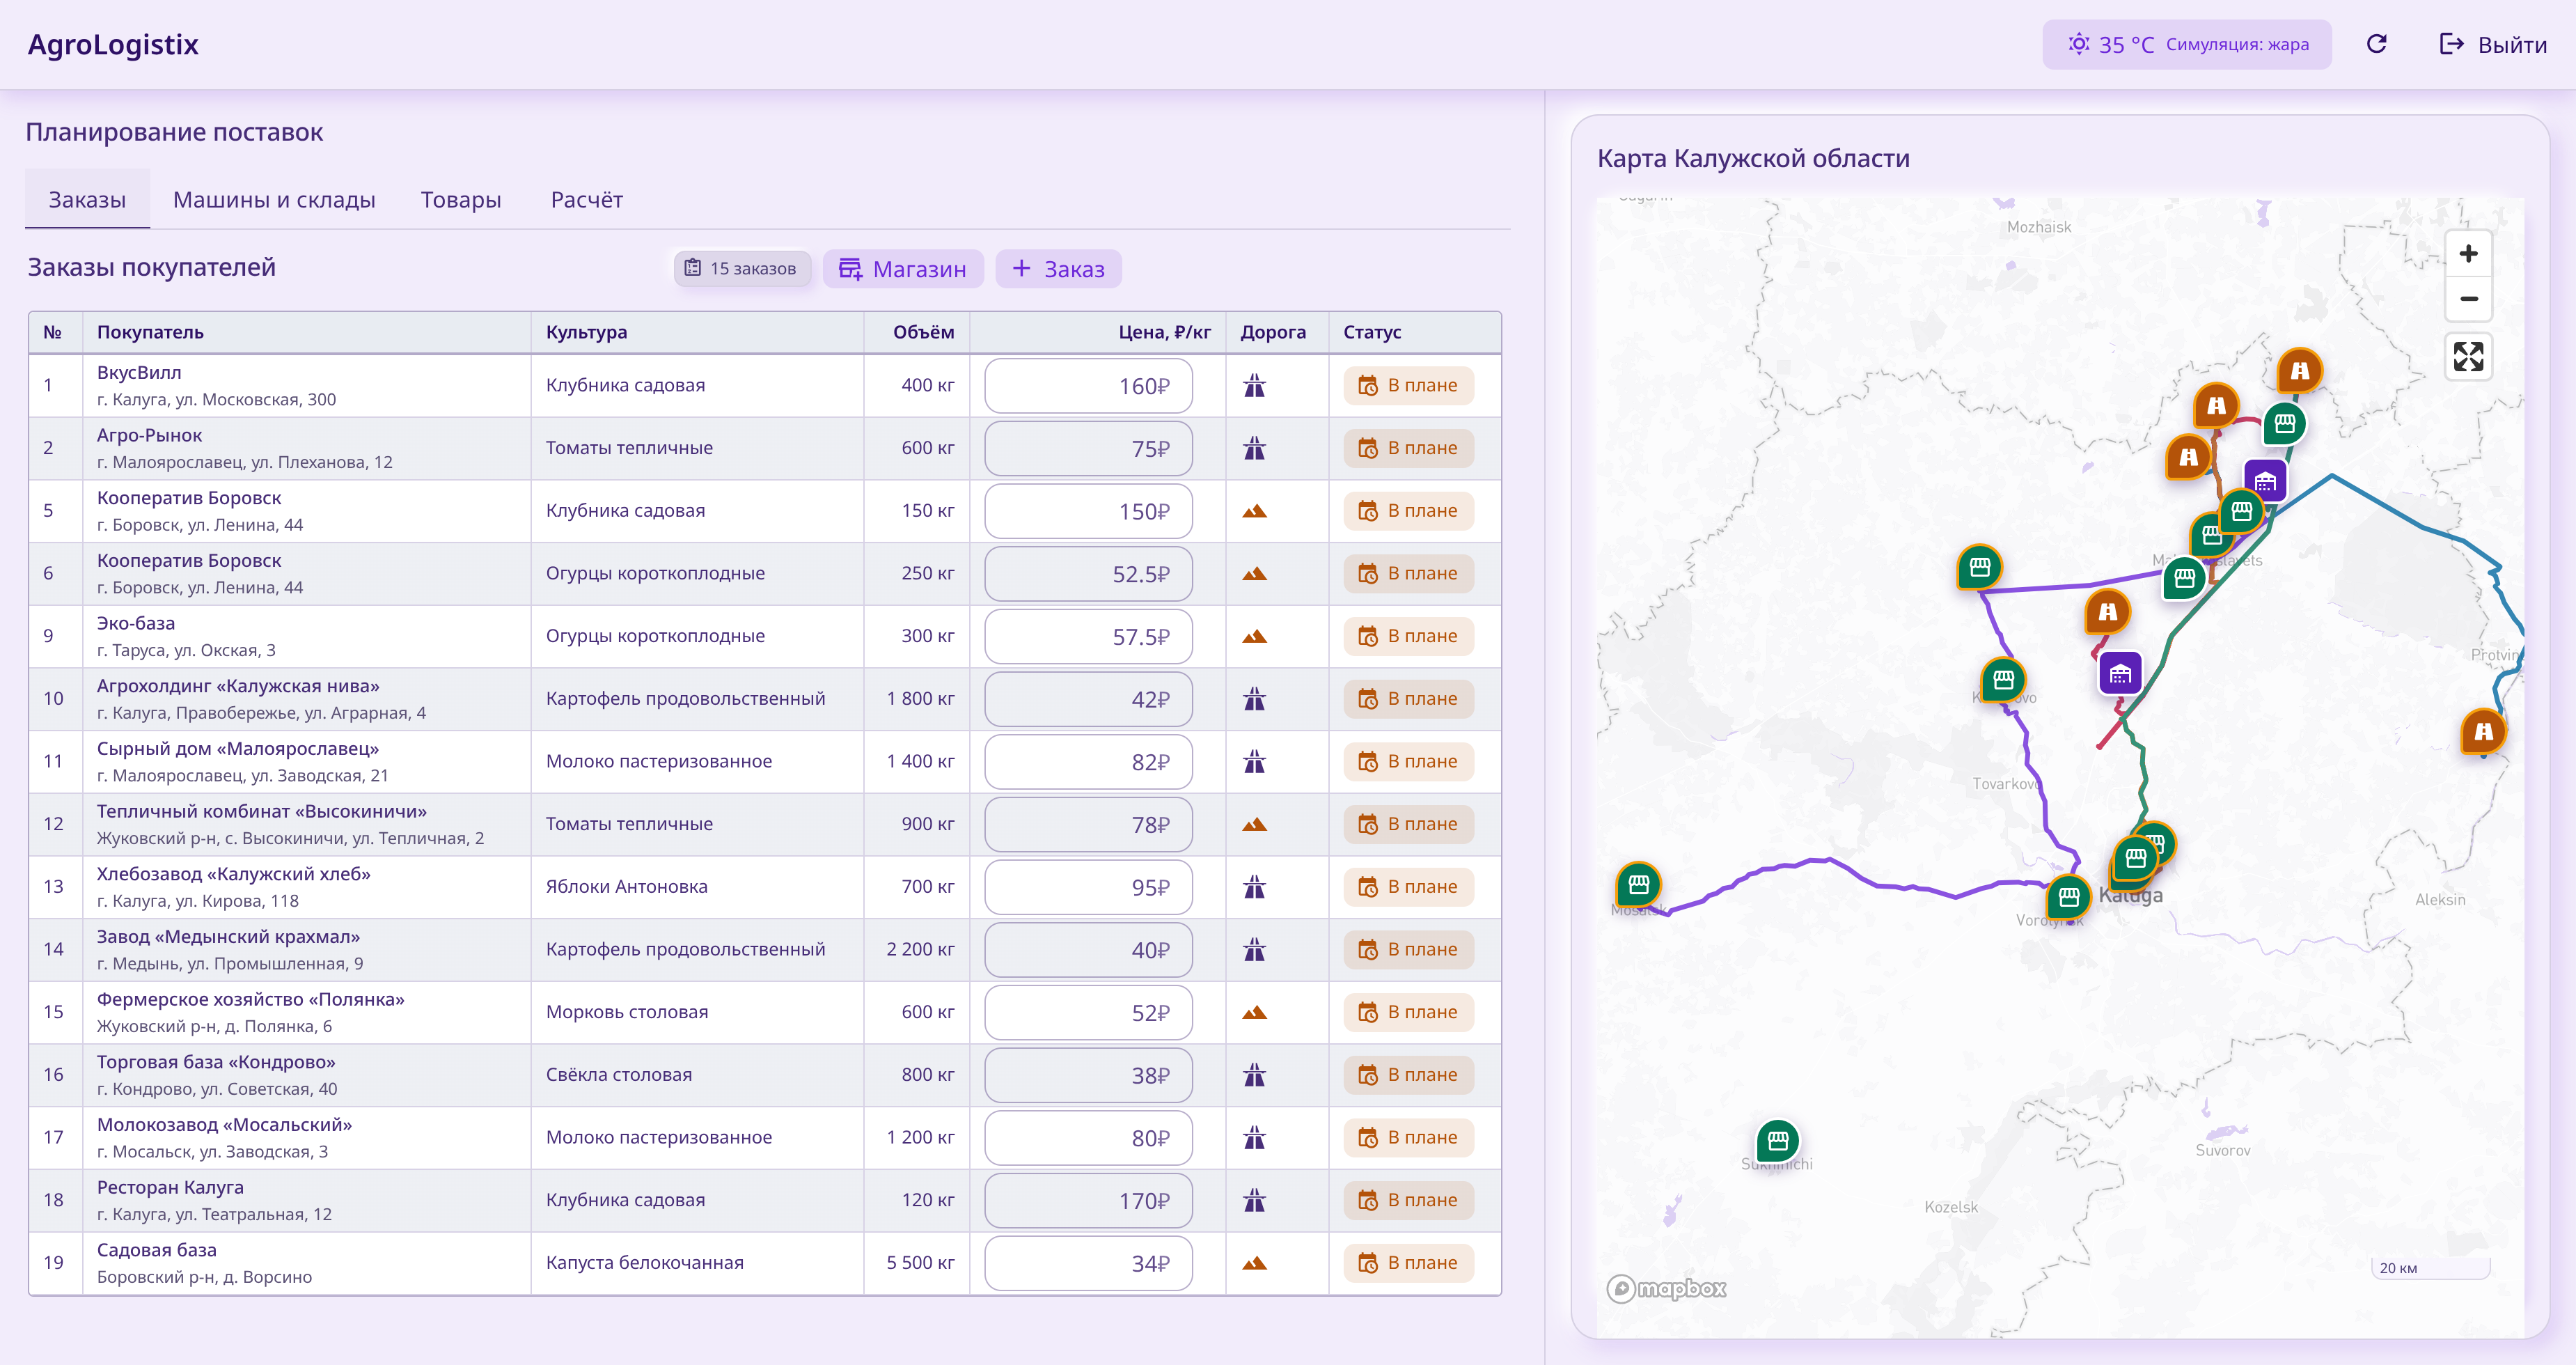 AgroLogistix
35 °C Симуляция: жара
Выйти
Планирование поставок
Заказы Машины и склады Товары Расчёт
Заказы покупателей
15 заказов
Магазин
+ Заказ
№ Покупатель Культура Объём Цена, ₽/кг Дорога Статус
1 ВкусВилл Клубника садовая 400 кг 160₽ В плане
г. Калуга, ул. Московская, 300
2 Агро-Рынок Томаты тепличные 600 кг 75₽ В плане
г. Малоярославец, ул. Плеханова, 12
5 Кооператив Боровск Клубника садовая 150 кг 150₽ В плане
г. Боровск, ул. Ленина, 44
6 Кооператив Боровск Огурцы короткоплодные 250 кг 52.5₽ В плане
г. Боровск, ул. Ленина, 44
9 Эко-база Огурцы короткоплодные 300 кг 57.5₽ В плане
г. Таруса, ул. Окская, 3
10 Агрохолдинг «Калужская нива» Картофель продовольственный 1 800 кг 42₽ В плане
г. Калуга, Правобережье, ул. Аграрная, 4
11 Сырный дом «Малоярославец» Молоко пастеризованное 1 400 кг 82₽ В плане
г. Малоярославец, ул. Заводская, 21
12 Тепличный комбинат «Высокиничи» Томаты тепличные 900 кг 78₽ В плане
Жуковский р-н, с. Высокиничи, ул. Тепличная, 2
13 Хлебозавод «Калужский хлеб» Яблоки Антоновка 700 кг 95₽ В плане
г. Калуга, ул. Кирова, 118
14 Завод «Медынский крахмал» Картофель продовольственный 2 200 кг 40₽ В плане
г. Медынь, ул. Промышленная, 9
15 Фермерское хозяйство «Полянка» Морковь столовая 600 кг 52₽ В плане
Жуковский р-н, д. Полянка, 6
16 Торговая база «Кондрово» Свёкла столовая 800 кг 38₽ В плане
г. Кондрово, ул. Советская, 40
17 Молокозавод «Мосальский» Молоко пастеризованное 1 200 кг 80₽ В плане
г. Мосальск, ул. Заводская, 3
18 Ресторан Калуга Клубника садовая 120 кг 170₽ В плане
г. Калуга, ул. Театральная, 12
19 Садовая база Капуста белокочанная 5 500 кг 34₽ В плане
Боровский р-н, д. Ворсино
Карта Калужской области
Mozhaisk
Protvin
Tovarkovo
Mosalsk
Kaluga
Vorotynsk
Aleksin
Sukhinichi
Suvorov
Kozelsk
20 км
mapbox